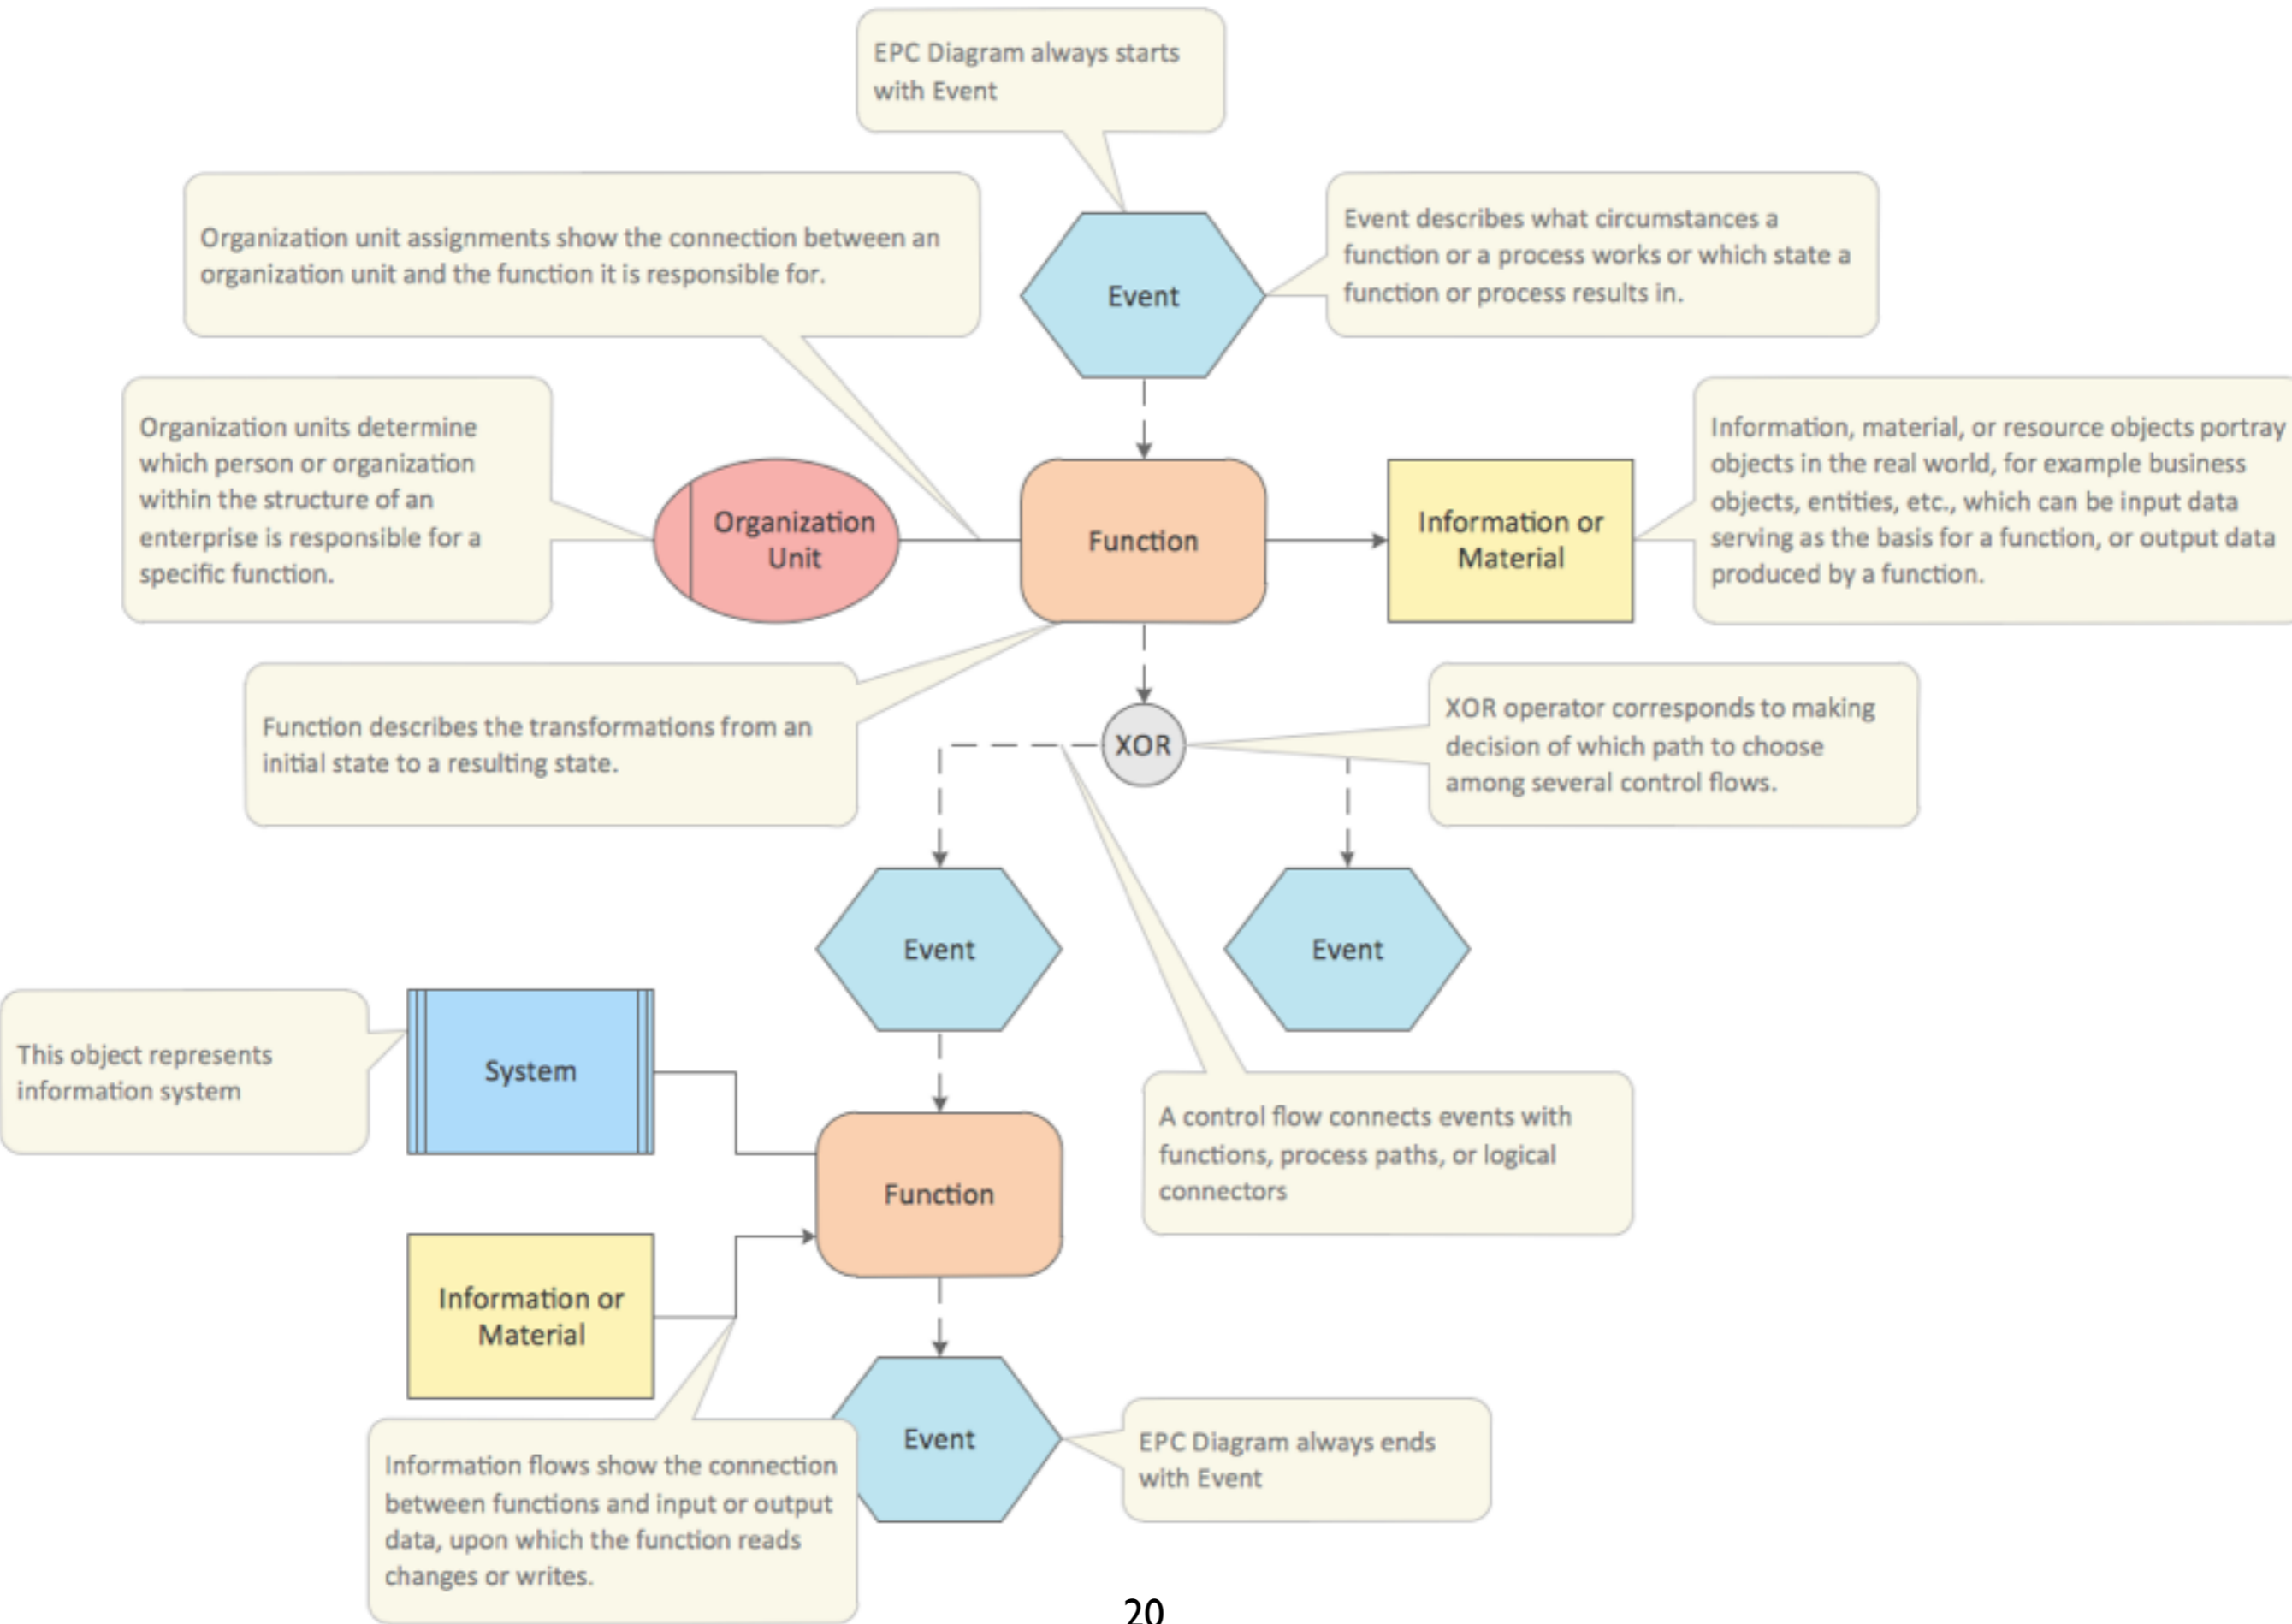 EPC Diagram always starts
with Event
Organization unit assignments show the connection between an
organization unit and the function it is responsible for.
Event
Event describes what circumstances a
function or a process works or which state a
function or process results in.
Organization units determine
which person or organization
within the structure of an
enterprise is responsible for a
specific function.
Organization
Unit
Function
Information or
Material
Information, material, or resource objects portray
objects in the real world, for example business
objects, entities, etc., which can be input data
serving as the basis for a function, or output data
produced by a function.
Function describes the transformations from an
initial state to a resulting state.
XOR
XOR operator corresponds to making
decision of which path to choose
among several control flows.
Event
Event
This object represents
information system
System
A control flow connects events with
functions, process paths, or logical
connectors
Function
Information or
Material
Information flows show the connection
between functions and input or output
data, upon which the function reads
changes or writes.
Event
EPC Diagram always ends
with Event
20